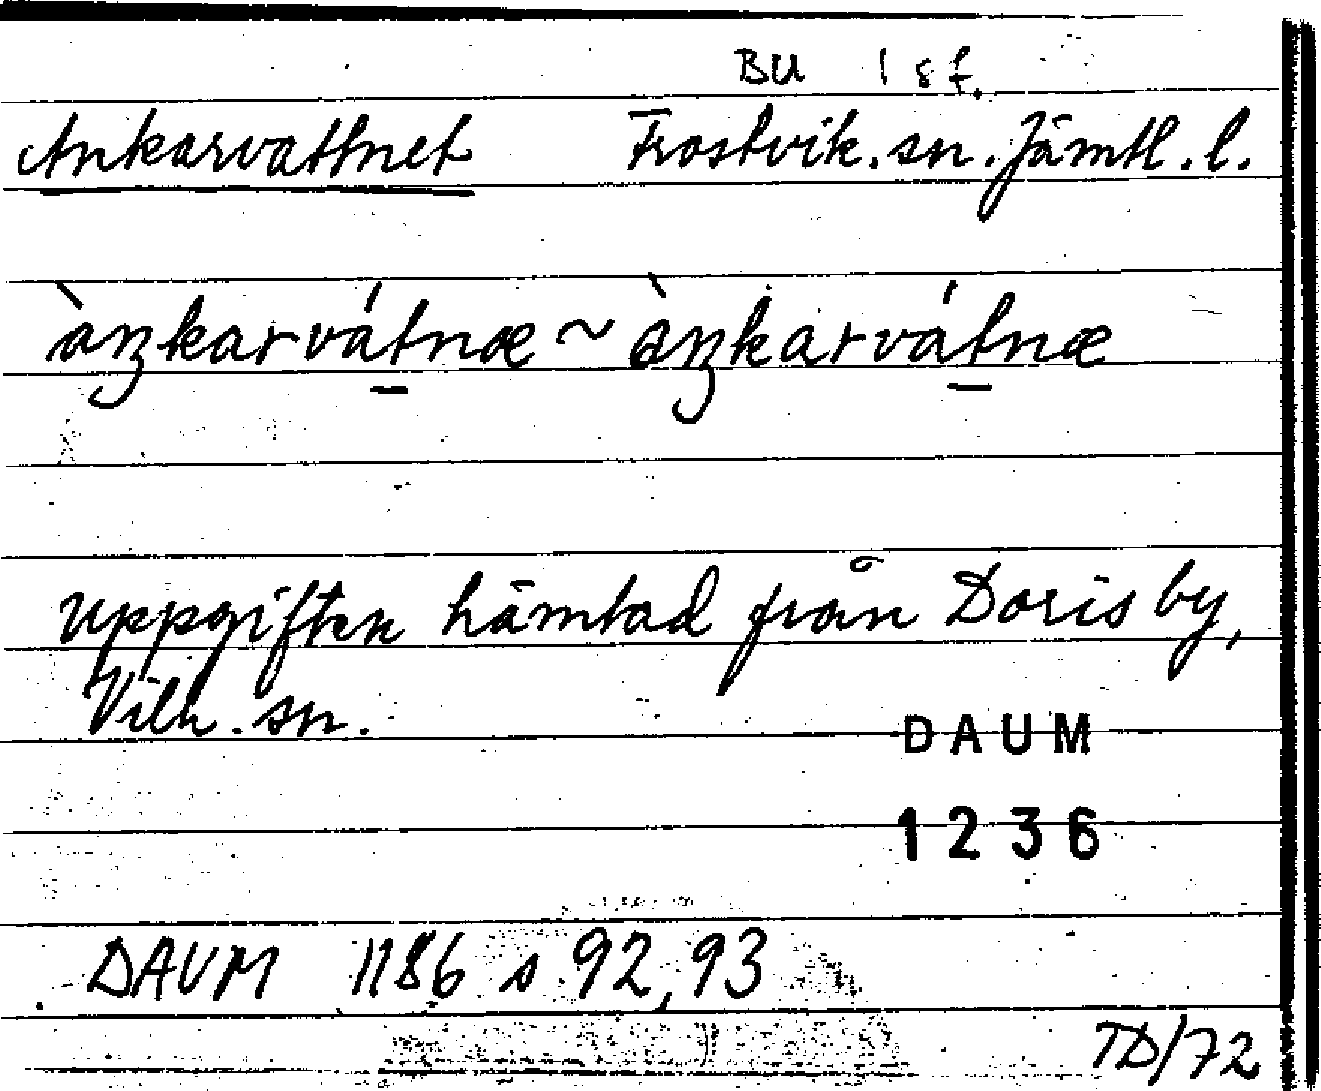 BU 1 s f.
Ankarvattnet Frostvik. sn. Jämtl. l.
àŋkarvátnæ ~ àŋkarvátnæ
uppgiften hämtad från Doris by,
Vilh. sn.
DAUM
1236
DAUM 1186 s 92, 93
TD/72